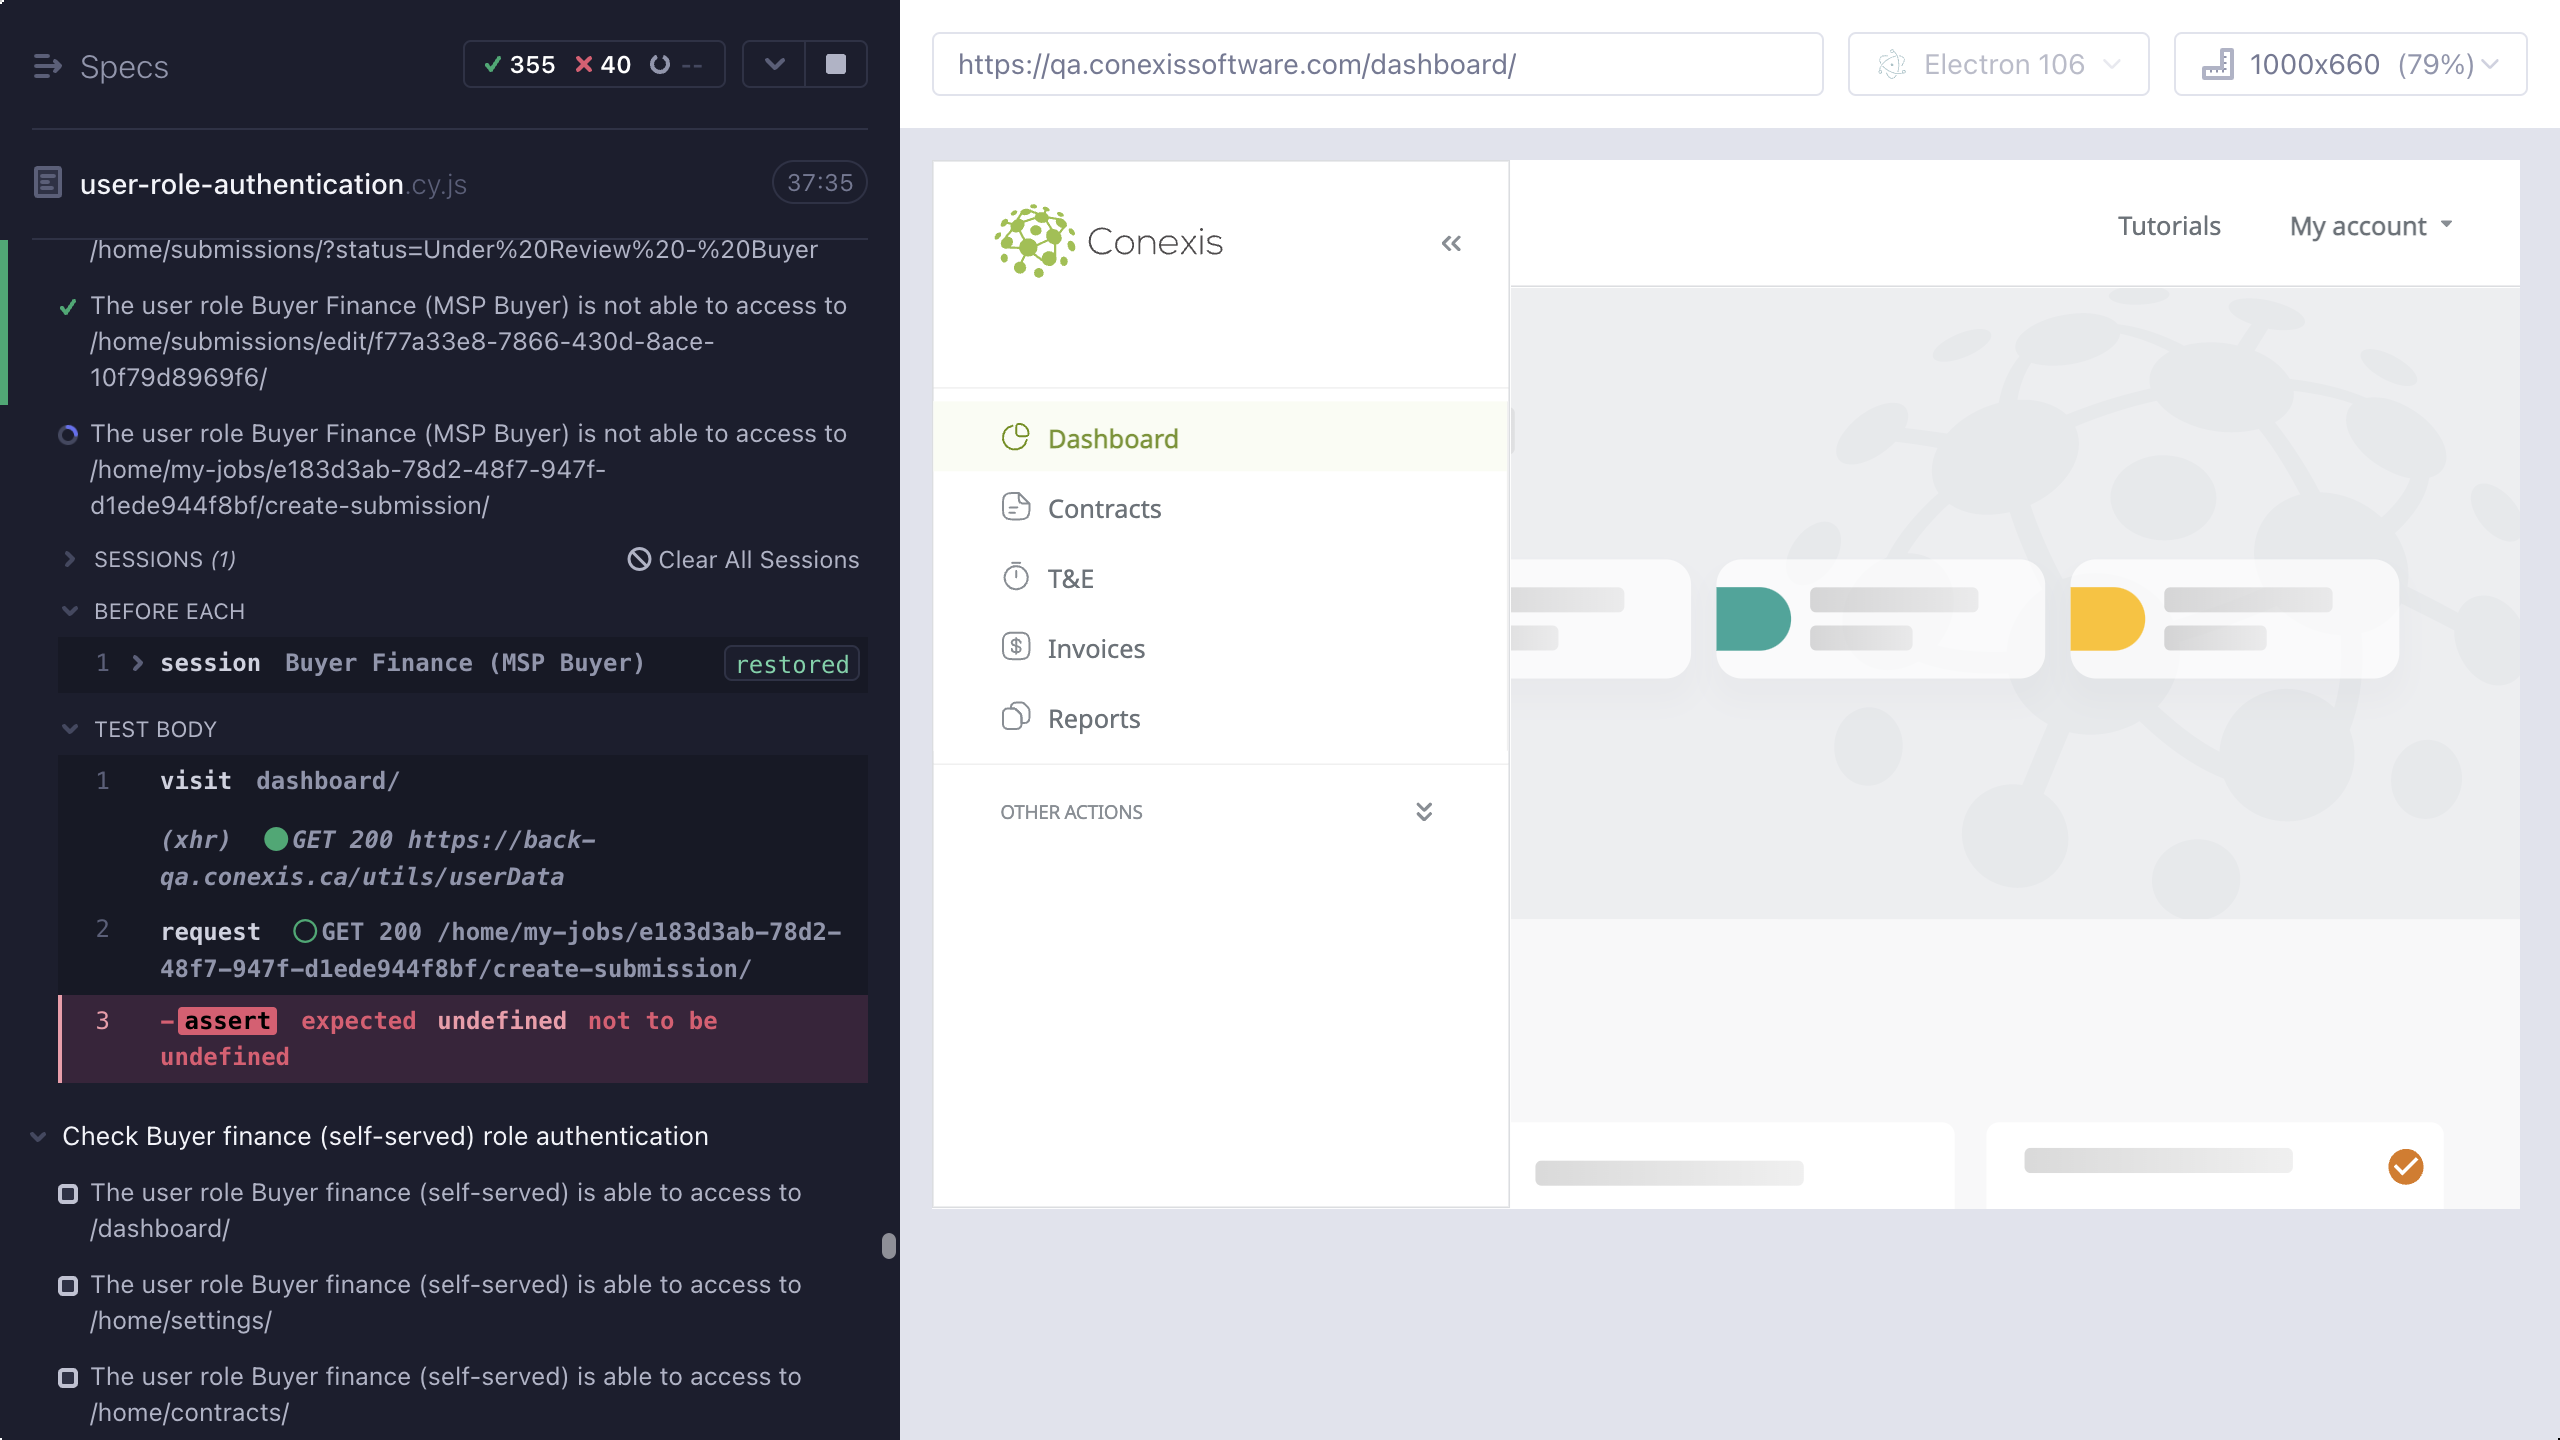 Specs
355 40 --
user-role-authentication.cy.js
37:35
/home/submissions/?status=Under%20Review%20-%20Buyer
The user role Buyer Finance (MSP Buyer) is not able to access to
/home/submissions/edit/f77a33e8-7866-430d-8ace-
10f79d8969f6/
The user role Buyer Finance (MSP Buyer) is not able to access to
/home/my-jobs/e183d3ab-78d2-48f7-947f-
d1ede944f8bf/create-submission/
SESSIONS (1)
Clear All Sessions
BEFORE EACH
1 session Buyer Finance (MSP Buyer) restored
TEST BODY
1 visit dashboard/
(xhr) GET 200 https://back-
qa.conexis.ca/utils/userData
2 request GET 200 /home/my-jobs/e183d3ab-78d2-
48f7-947f-d1ede944f8bf/create-submission/
3 -assert expected undefined not to be
undefined
Check Buyer finance (self-served) role authentication
The user role Buyer finance (self-served) is able to access to
/dashboard/
The user role Buyer finance (self-served) is able to access to
/home/settings/
The user role Buyer finance (self-served) is able to access to
/home/contracts/
https://qa.conexissoftware.com/dashboard/
Electron 106
1000x660 (79%)
Conexis
Tutorials
My account
Dashboard
Contracts
T&E
Invoices
Reports
OTHER ACTIONS